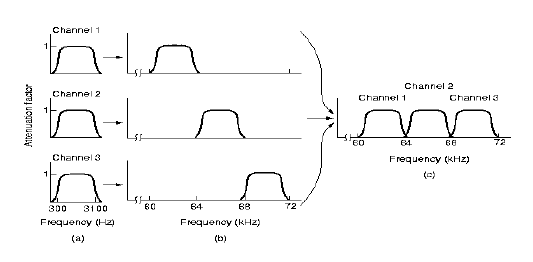 Channel 1
1
Channel 2
1
Channel 3
1
Attenuation factor
300 3100
Frequency (Hz)
(a)
60 64 68 72
Frequency (kHz)
(b)
Channel 2
Channel 1 Channel 3
60 64 68 72
Frequency (kHz)
(c)